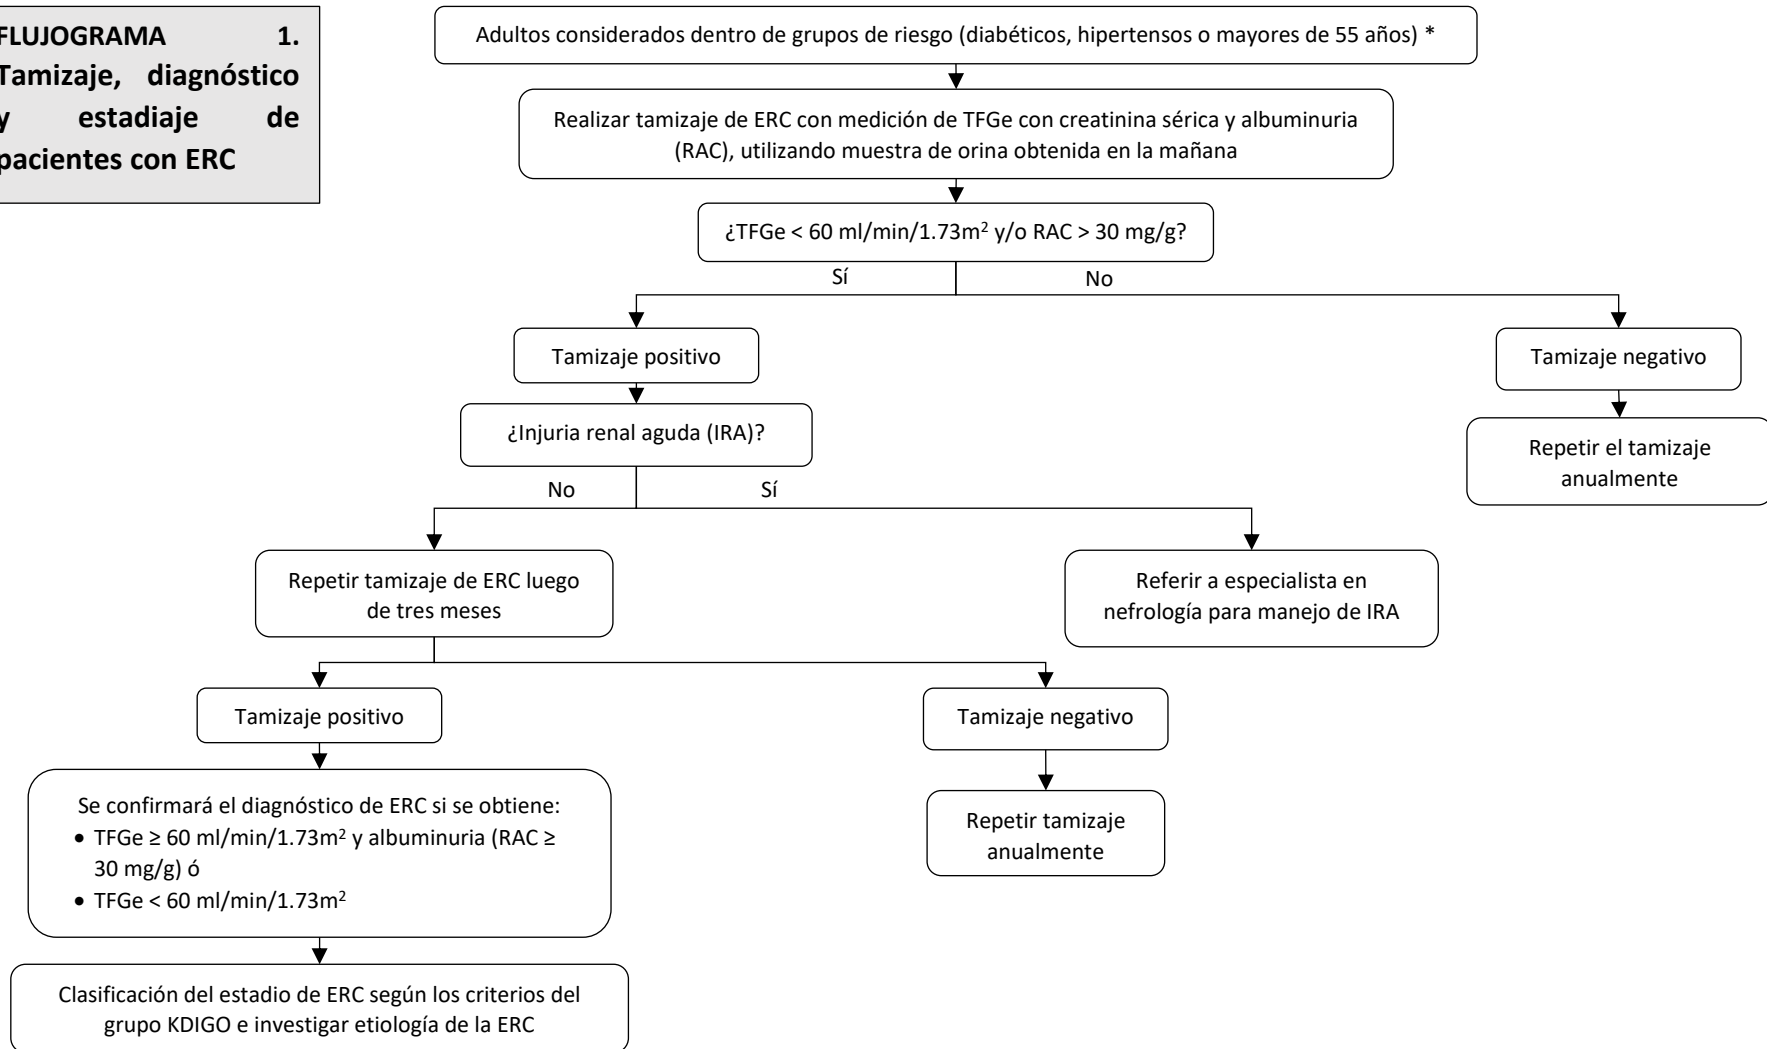 FLUJOGRAMA 1.
Tamizaje, diagnóstico
y estadiaje de
pacientes con ERC
Adultos considerados dentro de grupos de riesgo (diabéticos, hipertensos o mayores de 55 años) *
Realizar tamizaje de ERC con medición de TFGe con creatinina sérica y albuminuria
(RAC), utilizando muestra de orina obtenida en la mañana
¿TFGe < 60 ml/min/1.73m² y/o RAC > 30 mg/g?
Sí
No
Tamizaje positivo
Tamizaje negativo
¿Injuria renal aguda (IRA)?
Repetir el tamizaje
anualmente
No
Sí
Repetir tamizaje de ERC luego
de tres meses
Referir a especialista en
nefrología para manejo de IRA
Tamizaje positivo
Tamizaje negativo
Se confirmará el diagnóstico de ERC si se obtiene:
• TFGe ≥ 60 ml/min/1.73m² y albuminuria (RAC ≥
30 mg/g) ó
• TFGe < 60 ml/min/1.73m²
Repetir tamizaje
anualmente
Clasificación del estadio de ERC según los criterios del
grupo KDIGO e investigar etiología de la ERC